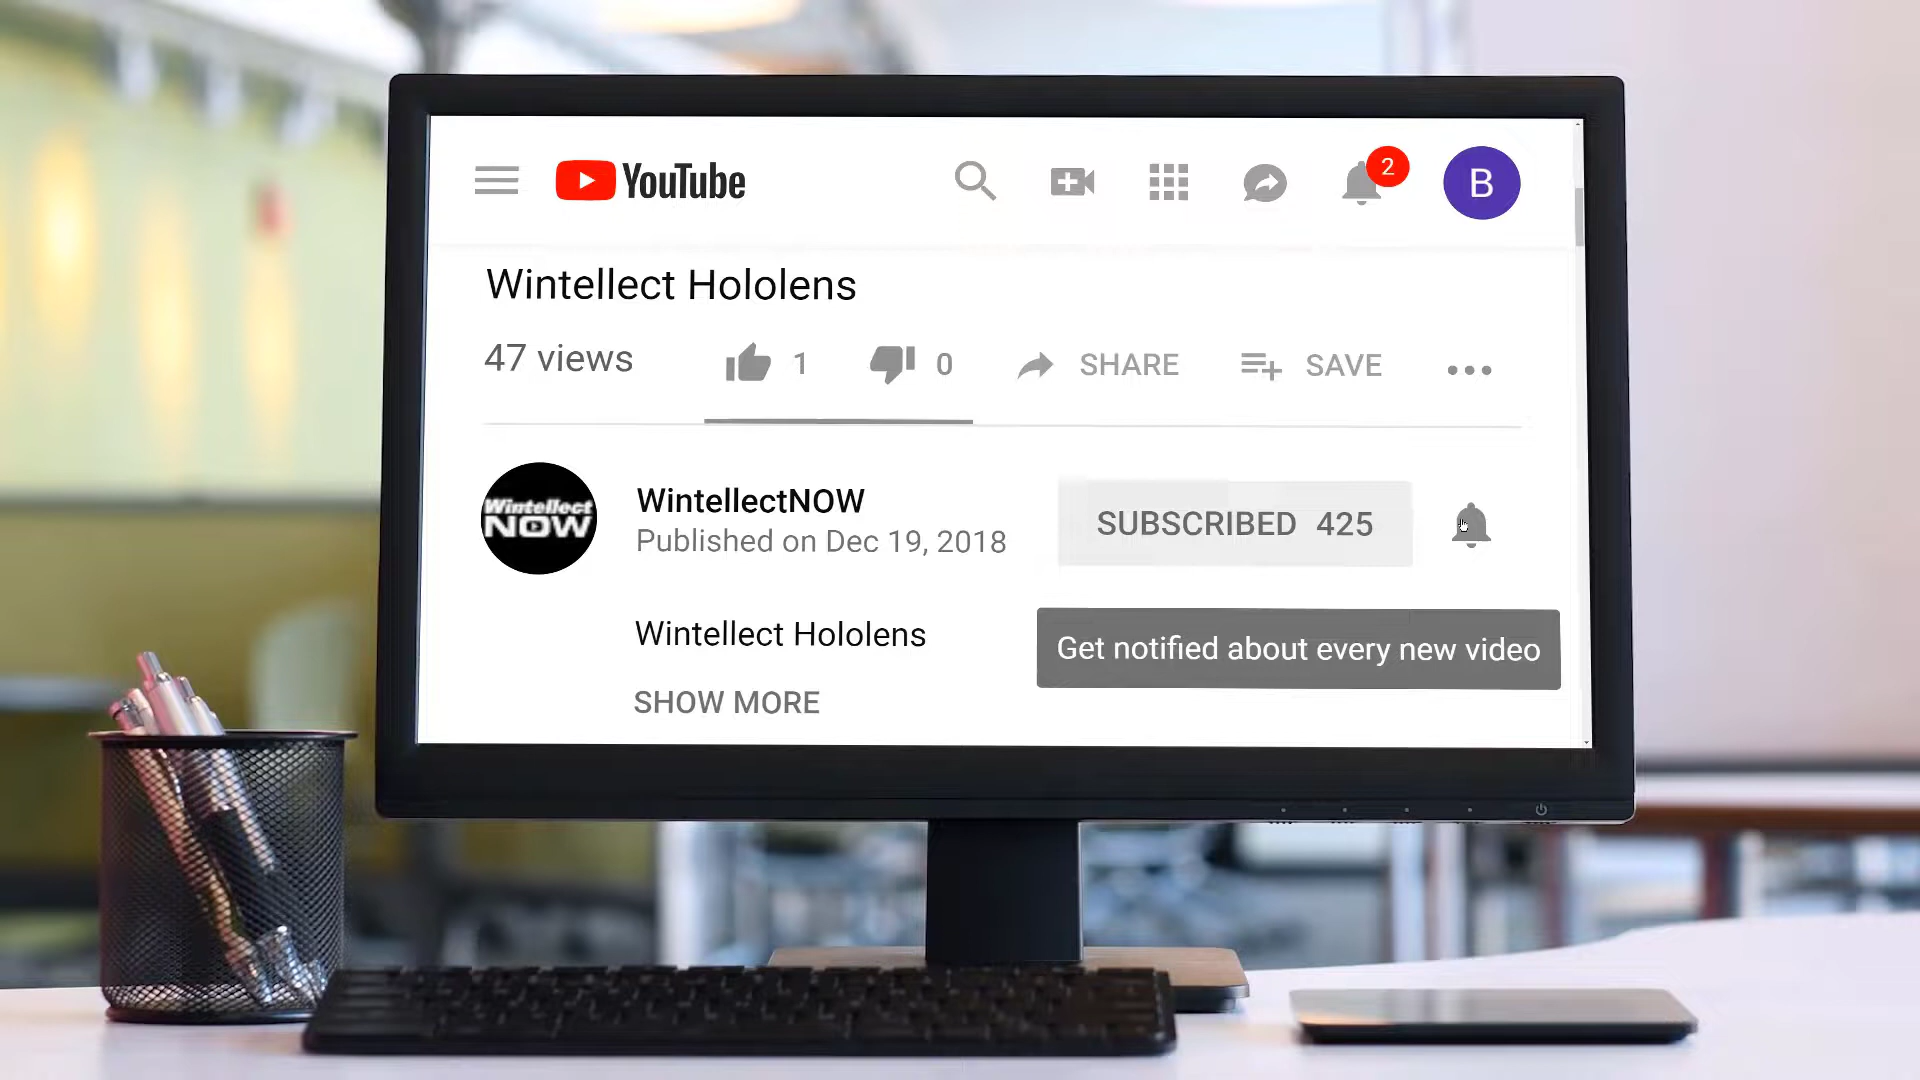 YouTube
2
B
Wintellect Hololens
47 views
1
0
SHARE
SAVE
Wintellect
NOW
WintellectNOW
Published on Dec 19, 2018
SUBSCRIBED 425
Wintellect Hololens
Get notified about every new video
SHOW MORE